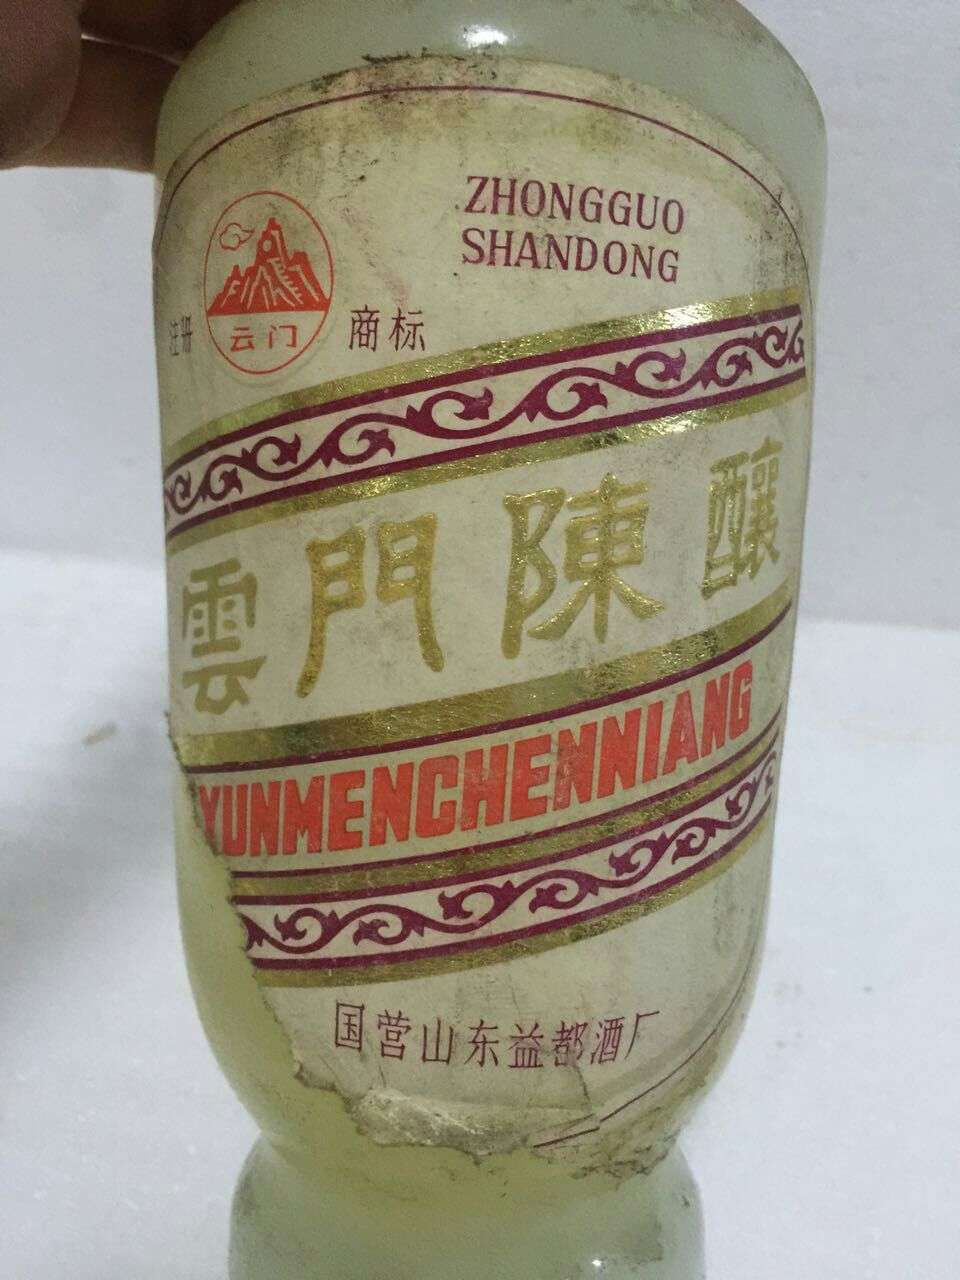 ZHONGGUO
SHANDONG
云门
注册 商标
雲門陳釀
YUNMENCHENNIANG
国营山东益都酒厂